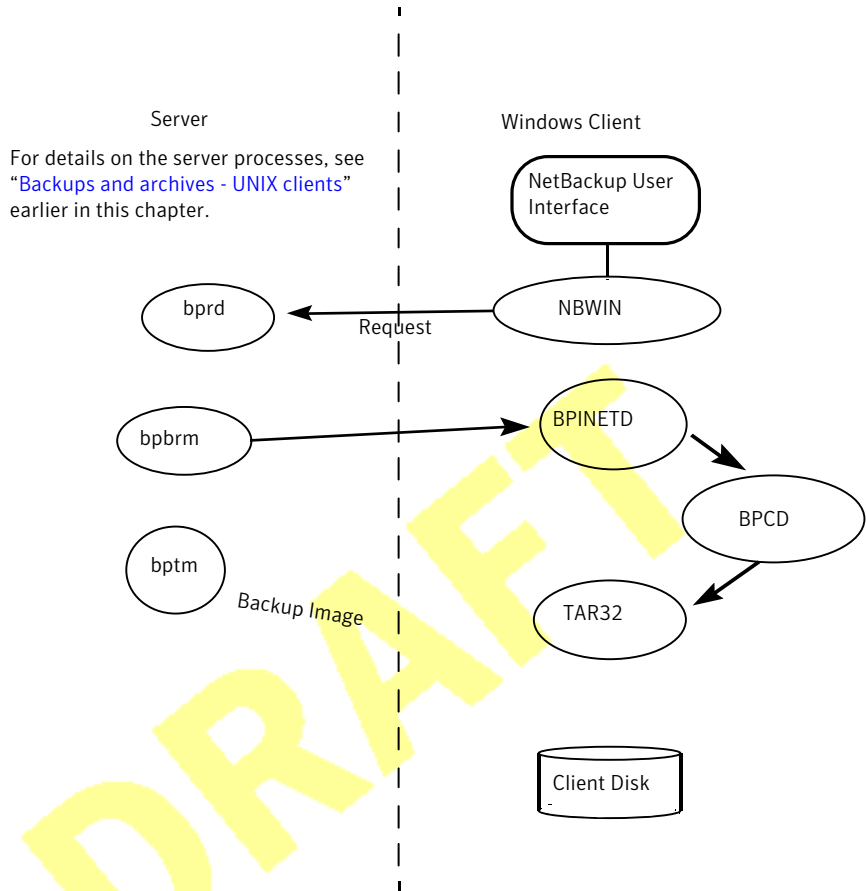 Server
Windows Client
For details on the server processes, see
“Backups and archives - UNIX clients”
earlier in this chapter.
NetBackup User
Interface
bprd
NBWIN
Request
bpbrm
BPINETD
BPCD
bptm
Backup Image
TAR32
Client Disk
DRAFT